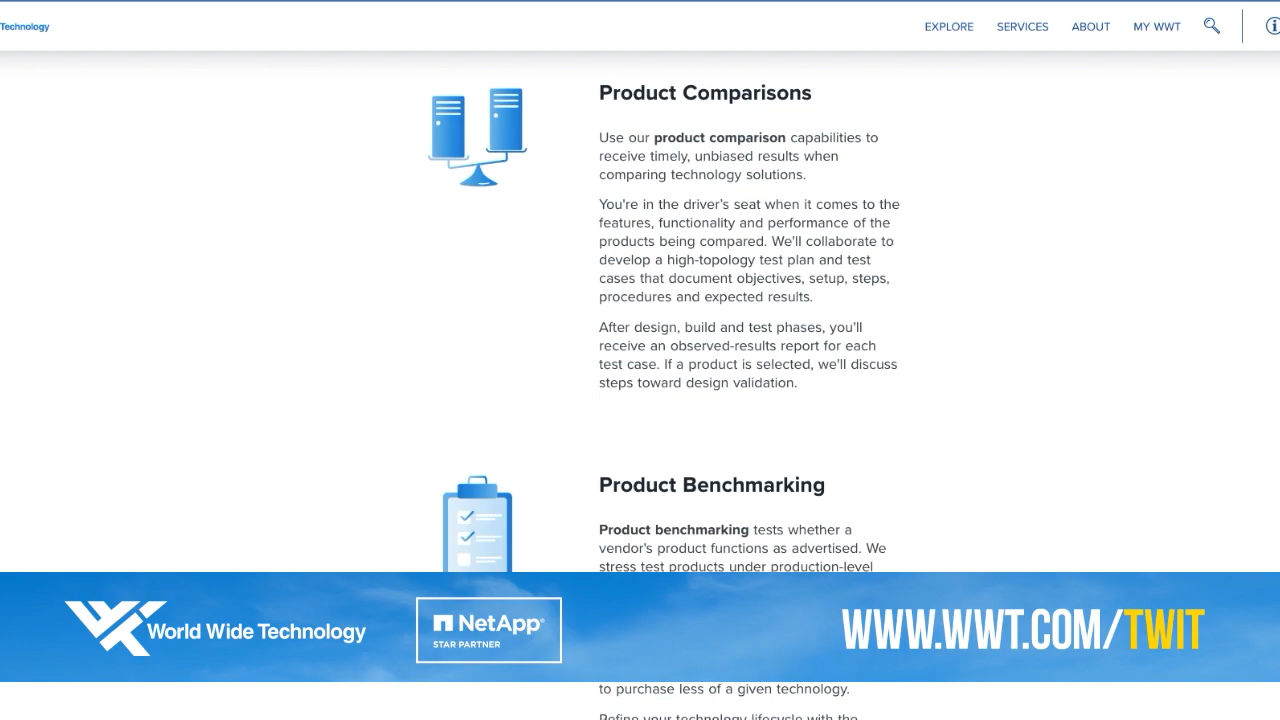 Technology
EXPLORE SERVICES ABOUT MY WWT
Product Comparisons
Use our product comparison capabilities to
receive timely, unbiased results when
comparing technology solutions.
You're in the driver's seat when it comes to the
features, functionality and performance of the
products being compared. We'll collaborate to
develop a high-topology test plan and test
cases that document objectives, setup, steps,
procedures and expected results.
After design, build and test phases, you'll
receive an observed-results report for each
test case. If a product is selected, we'll discuss
steps toward design validation.
Product Benchmarking
Product benchmarking tests whether a
vendor's product functions as advertised. We
stress test products under production-level
World Wide Technology
NetApp
STAR PARTNER
WWW.WWT.COM/TWIT
to purchase less of a given technology.
Refine your technology lifecycle with the